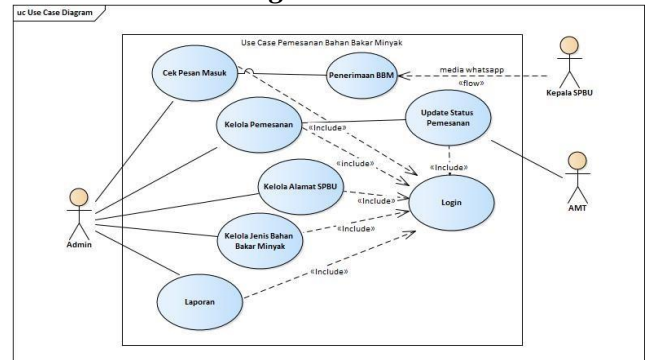 uc Use Case Diagram
Use Case Pemesanan Bahan Bakar Minyak
Cek Pesan Masuk
Penerimaan BBM
media whatsapp
«flow»
Kepala SPBU
Kelola Pemesanan
«Include»
Update Status
Pemesanan
«include»
«Include»
Kelola Alamat SPBU
«Include»
Login
AMT
Admin
Kelola Jenis Bahan
Bakar Minyak
«Include»
«Include»
Laporan